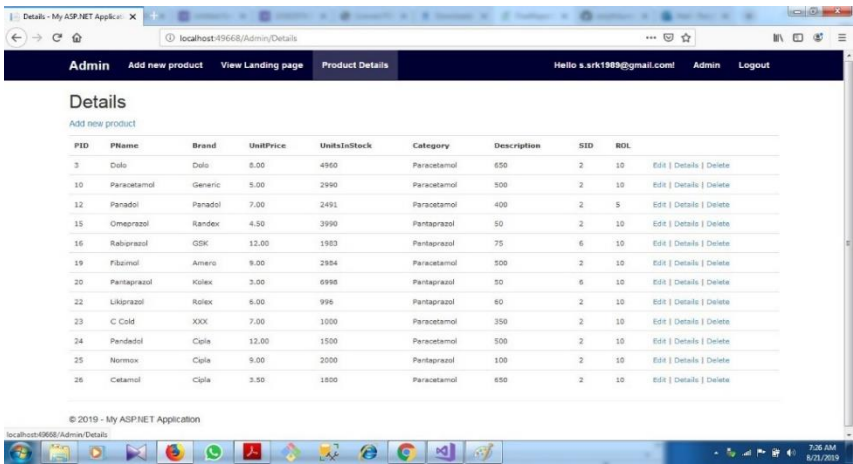 Details - My ASP.NET Applicat
localhost:49668/Admin/Details
Admin Add new product View Landing page Product Details Hello s.srk1989@gmail.com! Admin Logout
Details
Add new product
PID PName Brand UnitPrice UnitsInStock Category Description SID ROL
3 Dolo Dolo 6.00 4960 Paracetamol 650 2 10 Edit | Details | Delete
10 Paracetamol Generic 5.00 2990 Paracetamol 500 2 10 Edit | Details | Delete
12 Panadol Panadol 7.00 2491 Paracetamol 400 2 5 Edit | Details | Delete
15 Omeprazol Randex 4.50 3990 Pantaprazol 50 2 10 Edit | Details | Delete
16 Rabiprazol GSK 12.00 1983 Pantaprazol 75 6 10 Edit | Details | Delete
19 Fibzimol Amero 9.00 2984 Paracetamol 500 2 10 Edit | Details | Delete
20 Pantaprazol Kolex 3.00 6998 Pantaprazol 50 6 10 Edit | Details | Delete
22 Likiprazol Rolex 6.00 996 Pantaprazol 60 2 10 Edit | Details | Delete
23 C Cold XXX 7.00 1000 Paracetamol 350 2 10 Edit | Details | Delete
24 Pandadol Cipla 12.00 1500 Paracetamol 500 2 10 Edit | Details | Delete
25 Normox Cipla 9.00 2000 Pantaprazol 100 2 10 Edit | Details | Delete
26 Cetamol Cipla 3.50 1800 Paracetamol 650 2 10 Edit | Details | Delete
© 2019 - My ASP.NET Application
localhost:49668/Admin/Details
7:26 AM
8/21/2019